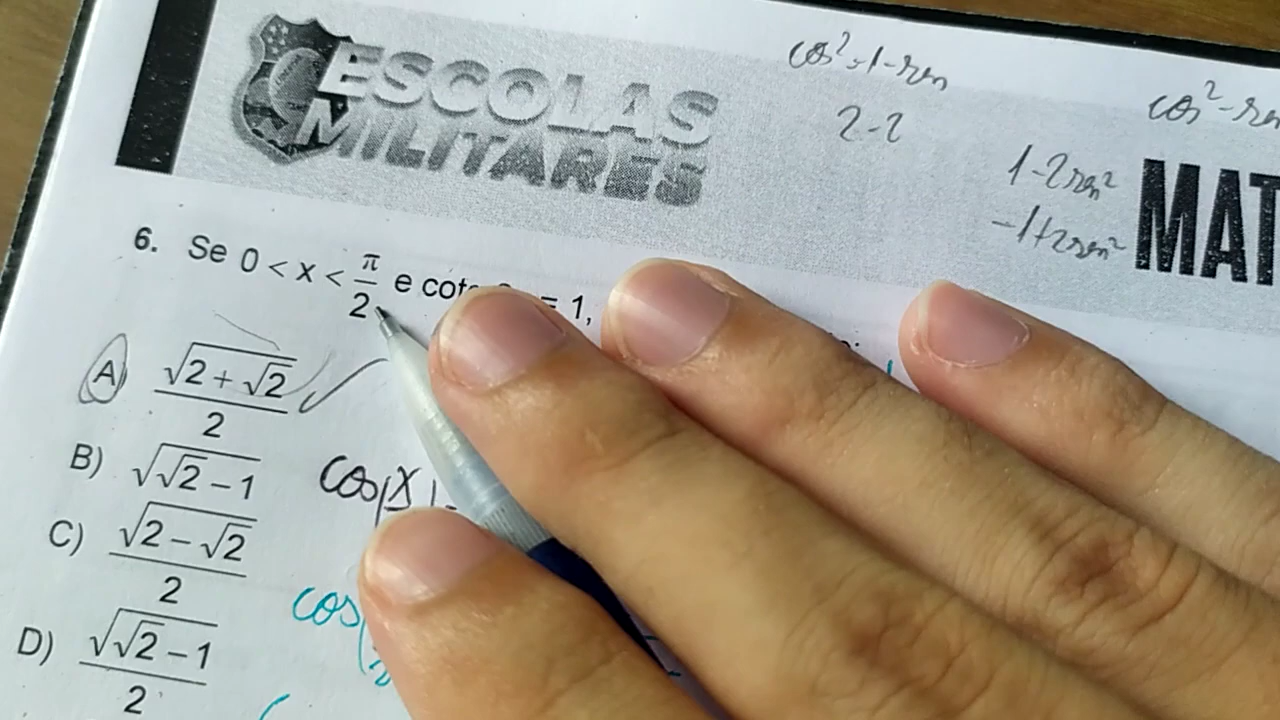 ESCOLAS
MILITARES
cos² = 1 - sen
2 - 2
cos² - sen
1 - 2sen²
-1 + 2sen²
MAT
6. Se 0 < x < π/2 e cot = 1,
A) √(2 + √2)/2
B) √(√2 - 1)
C) √(2 - √2)/2
D) √(√2 - 1)/2
cos x
cos